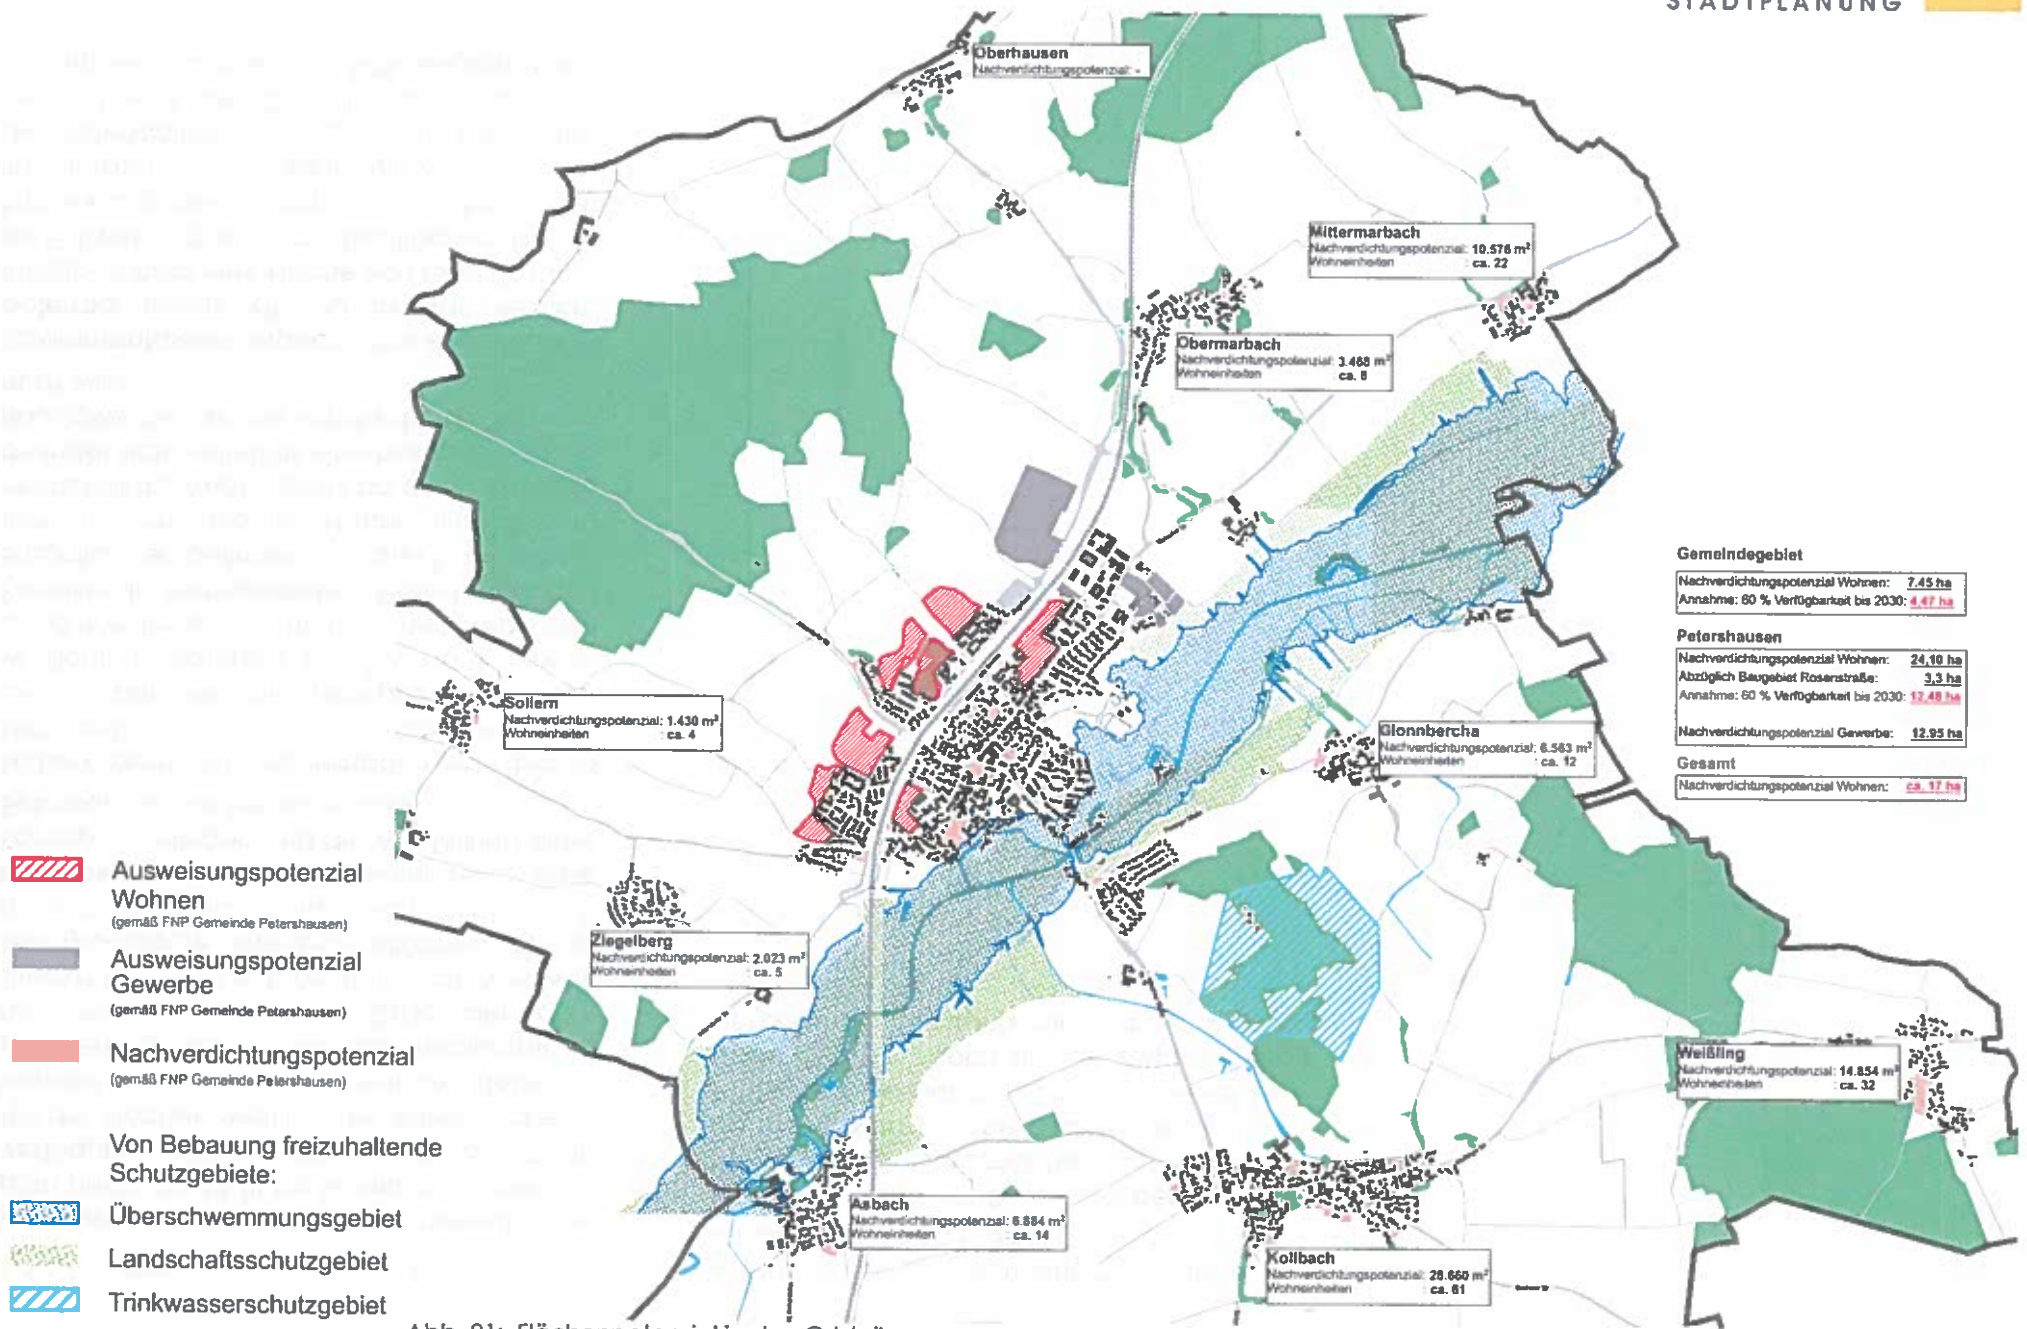 STADTPLANUNG
Oberhausen
Nachverdichtungspotenzial: -
Mittermarbach
Nachverdichtungspotenzial: 10.576 m²
Wohneinheiten : ca. 22
Obermarbach
Nachverdichtungspotenzial: 3.468 m²
Wohneinheiten : ca. 8
Gemeindegebiet
Nachverdichtungspotenzial Wohnen: 7.45 ha
Annahme: 60 % Verfügbarkeit bis 2030: 4,47 ha
Petershausen
Nachverdichtungspotenzial Wohnen: 24,10 ha
Abzüglich Baugebiet Rosenstraße: 3,3 ha
Annahme: 60 % Verfügbarkeit bis 2030: 12,48 ha
Nachverdichtungspotenzial Gewerbe: 12.95 ha
Gesamt
Nachverdichtungspotenzial Wohnen: ca. 17 ha
Sollern
Nachverdichtungspotenzial: 1.430 m²
Wohneinheiten : ca. 4
Glonnbercha
Nachverdichtungspotenzial: 6.563 m²
Wohneinheiten : ca. 12
Ziegelberg
Nachverdichtungspotenzial: 2.023 m²
Wohneinheiten : ca. 5
Weißling
Nachverdichtungspotenzial: 14.854 m²
Wohneinheiten : ca. 32
Asbach
Nachverdichtungspotenzial: 6.884 m²
Wohneinheiten : ca. 14
Kollbach
Nachverdichtungspotenzial: 28.660 m²
Wohneinheiten : ca. 61
Ausweisungspotenzial
Wohnen
(gemäß FNP Gemeinde Petershausen)
Ausweisungspotenzial
Gewerbe
(gemäß FNP Gemeinde Petershausen)
Nachverdichtungspotenzial
(gemäß FNP Gemeinde Petershausen)
Von Bebauung freizuhaltende
Schutzgebiete:
Überschwemmungsgebiet
Landschaftsschutzgebiet
Trinkwasserschutzgebiet